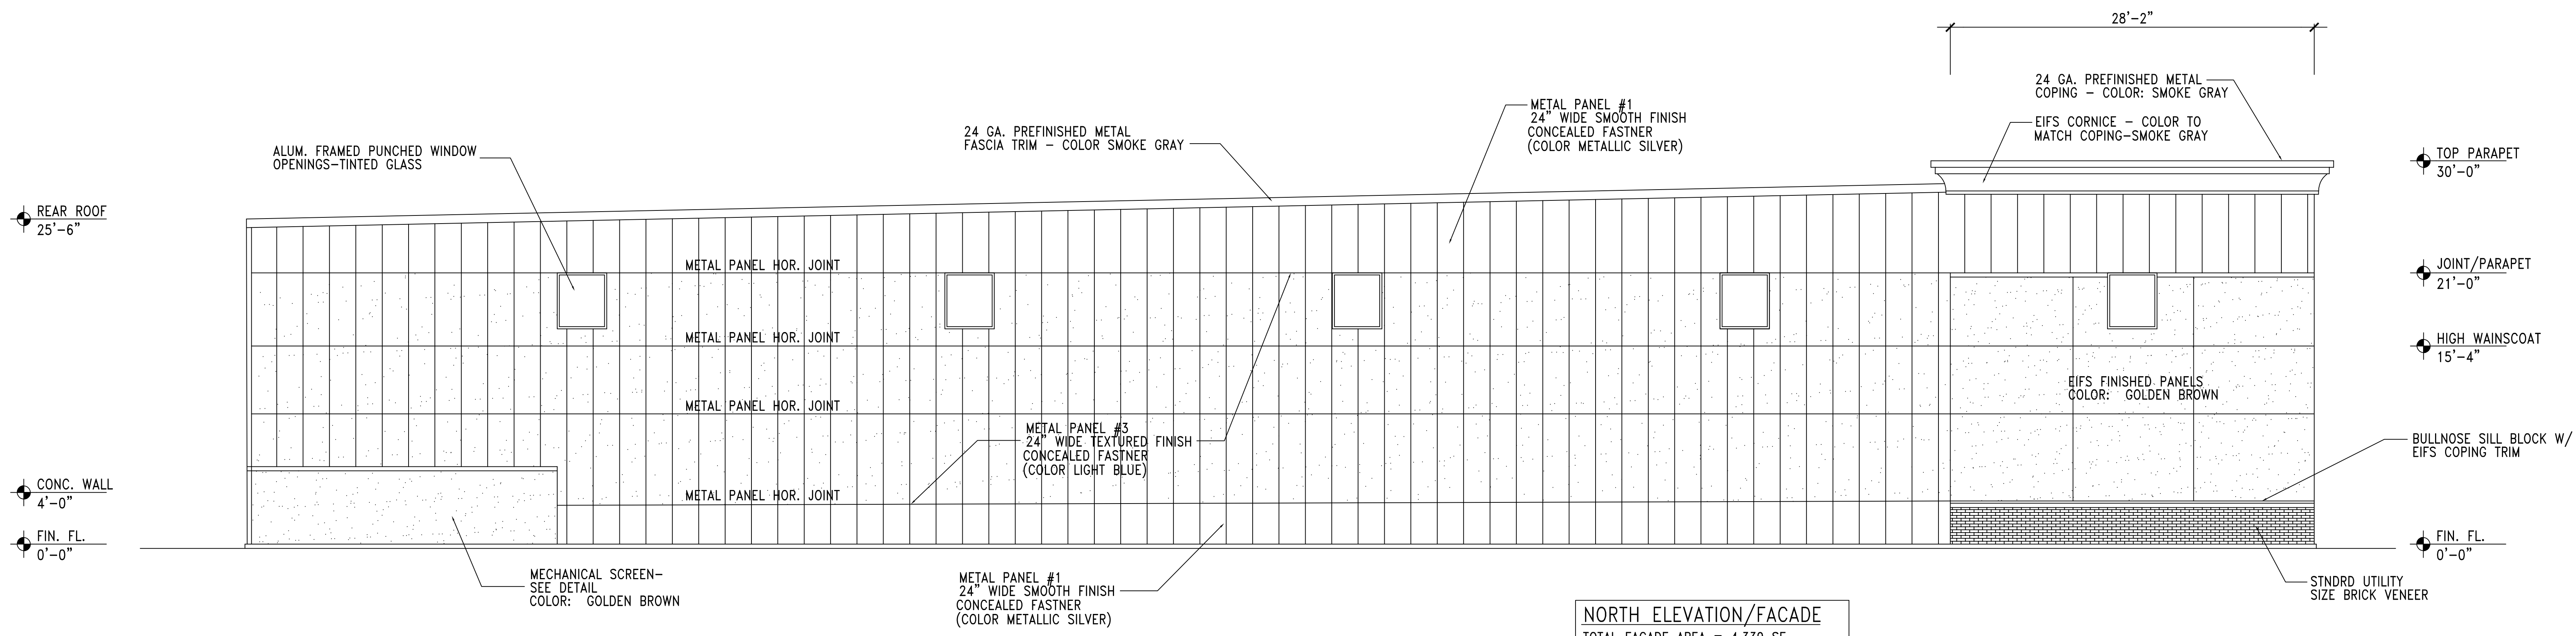 28'-2"
24 GA. PREFINISHED METAL
COPING - COLOR: SMOKE GRAY
METAL PANEL #1
24" WIDE SMOOTH FINISH
CONCEALED FASTNER
(COLOR METALLIC SILVER)
EIFS CORNICE - COLOR TO
MATCH COPING-SMOKE GRAY
24 GA. PREFINISHED METAL
FASCIA TRIM - COLOR SMOKE GRAY
ALUM. FRAMED PUNCHED WINDOW
OPENINGS-TINTED GLASS
TOP PARAPET
30'-0"
REAR ROOF
25'-6"
METAL PANEL HOR. JOINT
JOINT/PARAPET
21'-0"
METAL PANEL HOR. JOINT
HIGH WAINSCOAT
15'-4"
EIFS FINISHED PANELS
COLOR: GOLDEN BROWN
METAL PANEL HOR. JOINT
METAL PANEL #3
24" WIDE TEXTURED FINISH
CONCEALED FASTNER
(COLOR LIGHT BLUE)
BULLNOSE SILL BLOCK W/
EIFS COPING TRIM
CONC. WALL
4'-0"
METAL PANEL HOR. JOINT
FIN. FL.
0'-0"
FIN. FL.
0'-0"
MECHANICAL SCREEN-
SEE DETAIL
COLOR: GOLDEN BROWN
METAL PANEL #1
24" WIDE SMOOTH FINISH
CONCEALED FASTNER
(COLOR METALLIC SILVER)
STNDRD UTILITY
SIZE BRICK VENEER
NORTH ELEVATION/FACADE
TOTAL FACADE AREA = 4,330 SF